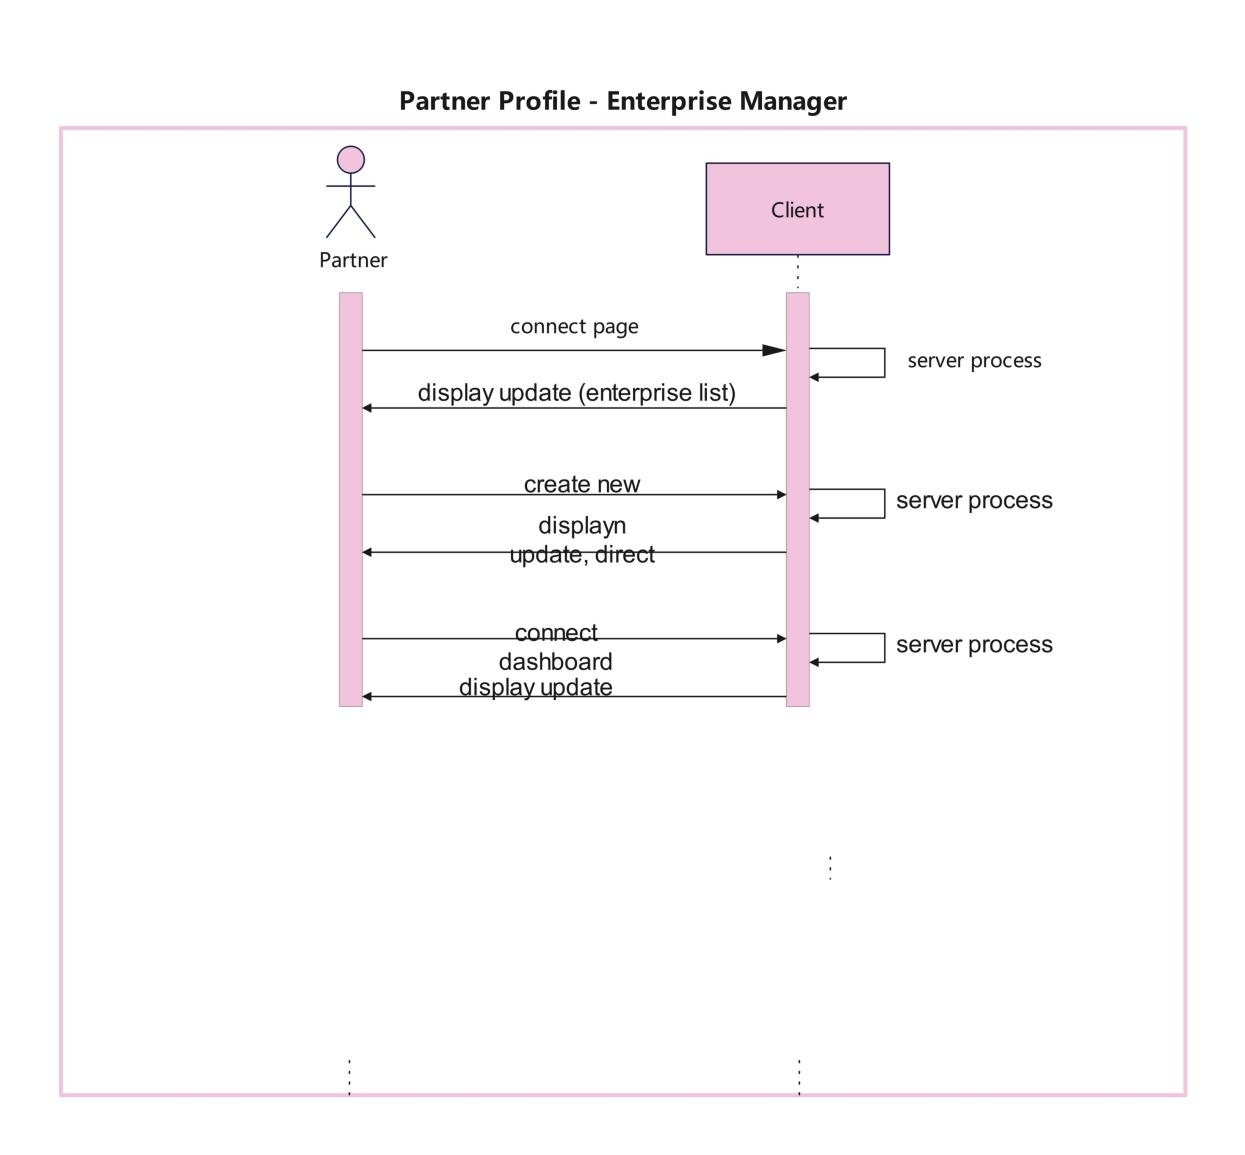 Partner Profile - Enterprise Manager
Partner
Client
connect page
server process
display update (enterprise list)
create new
server process
displayn
update, direct
connect
dashboard
server process
display update